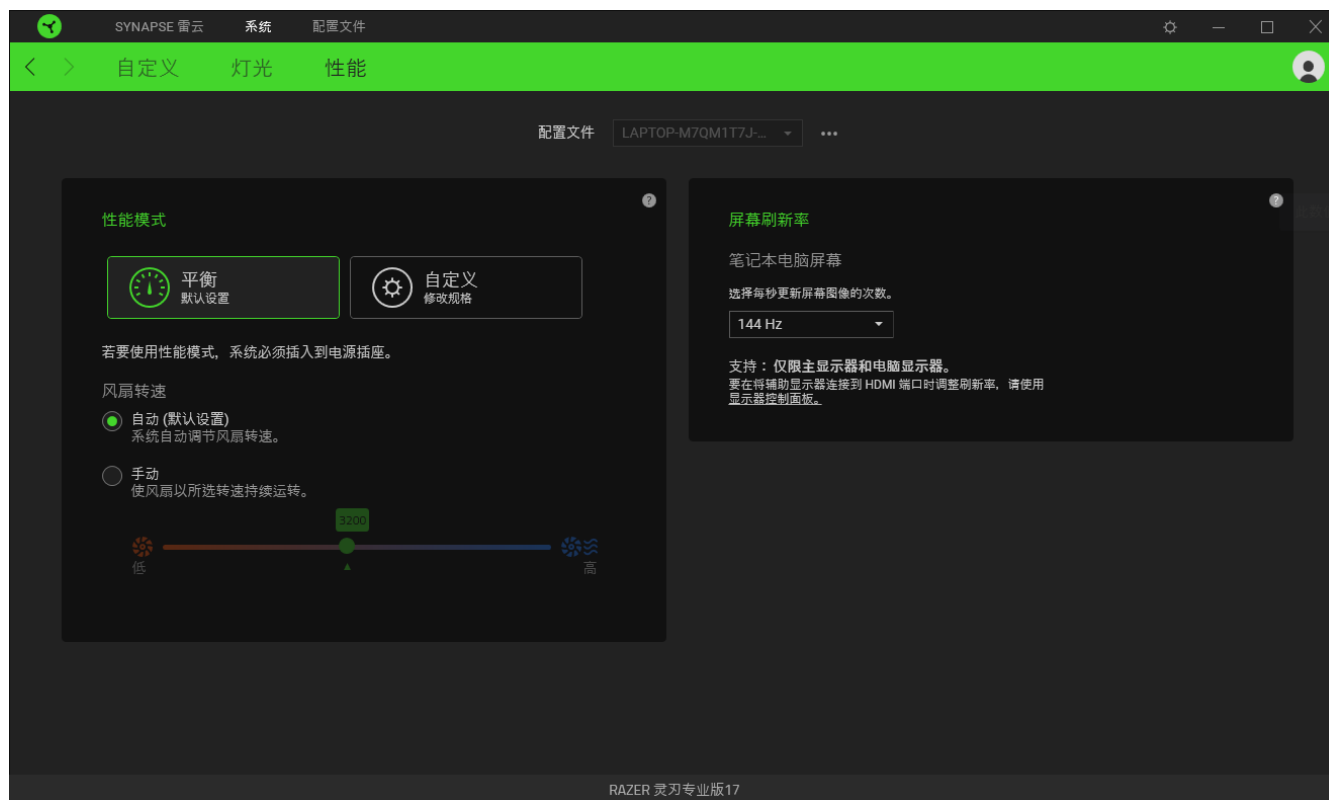 SYNAPSE 雷云 系统 配置文件
自定义 灯光 性能
配置文件 LAPTOP-M7QM1T7J-...
性能模式
平衡
默认设置
自定义
修改规格
若要使用性能模式，系统必须插入到电源插座。
风扇转速
自动 (默认设置)
系统自动调节风扇转速。
手动
使风扇以所选转速持续运转。
3200
低 高
屏幕刷新率
笔记本电脑屏幕
选择每秒更新屏幕图像的次数。
144 Hz
支持： 仅限主显示器和电脑显示器。
要在将辅助显示器连接到 HDMI 端口时调整刷新率，请使用
显示器控制面板。
RAZER 灵刃专业版17